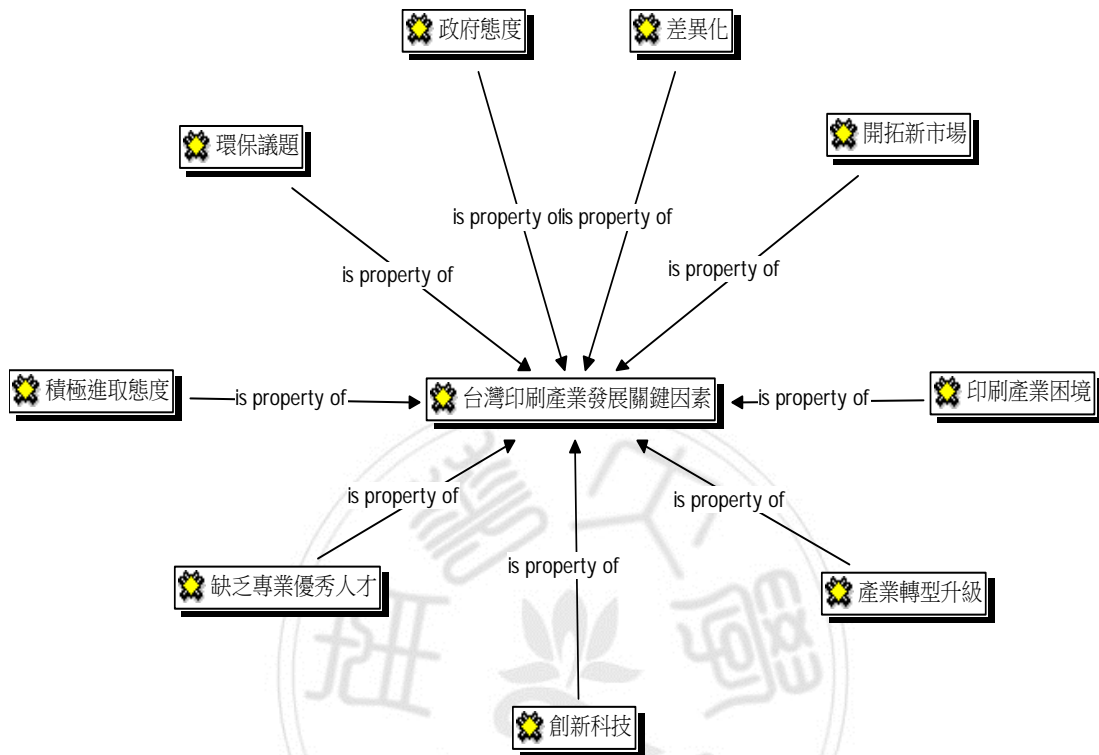 政府態度
差異化
環保議題
開拓新市場
is property of
is property of
is property of
is property of
積極進取態度
is property of
台灣印刷產業發展關鍵因素
is property of
印刷產業困境
is property of
is property of
is property of
缺乏專業優秀人才
產業轉型升級
創新科技